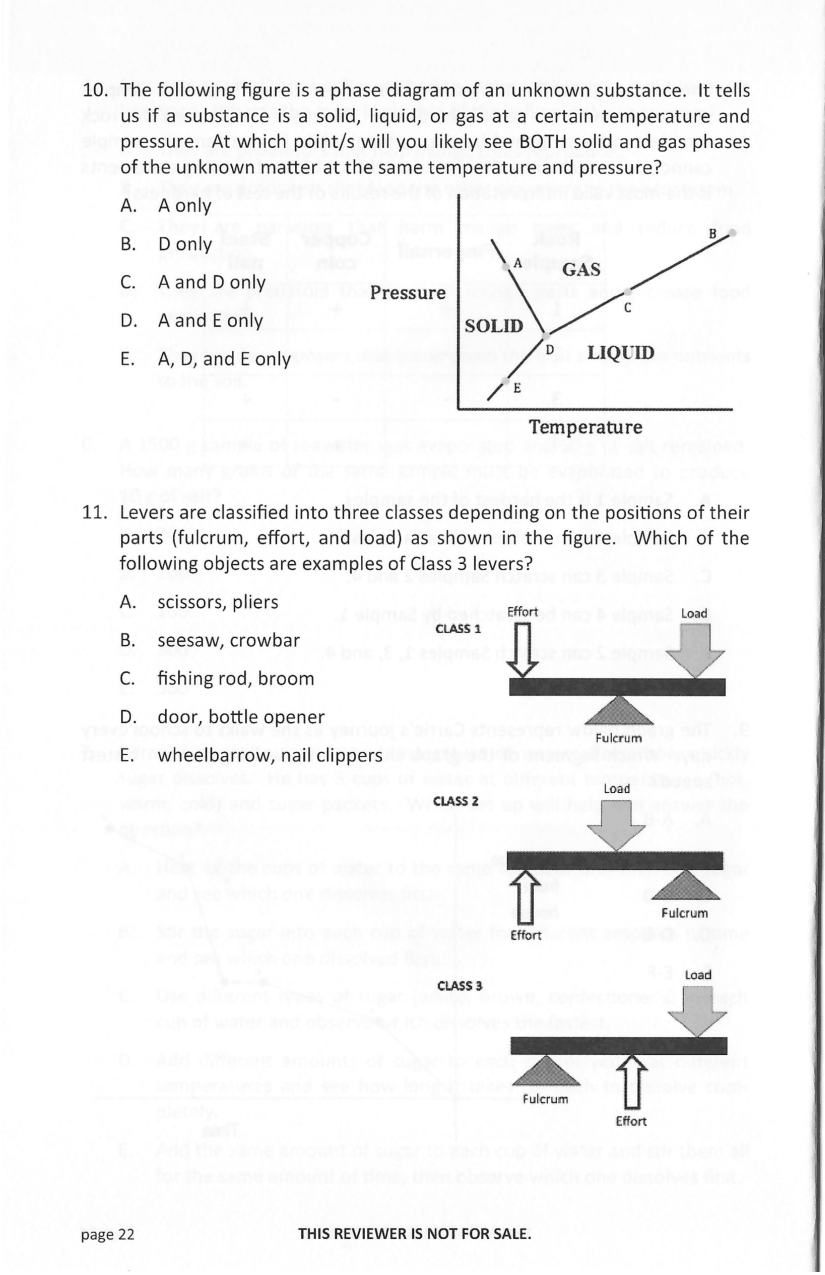 10. The following figure is a phase diagram of an unknown substance. It tells
us if a substance is a solid, liquid, or gas at a certain temperature and
pressure. At which point/s will you likely see BOTH solid and gas phases
of the unknown matter at the same temperature and pressure?
A. A only
B. D only
C. A and D only
D. A and E only
E. A, D, and E only
Pressure
A
B
GAS
C
SOLID
D
LIQUID
E
Temperature
11. Levers are classified into three classes depending on the positions of their
parts (fulcrum, effort, and load) as shown in the figure. Which of the
following objects are examples of Class 3 levers?
A. scissors, pliers
B. seesaw, crowbar
C. fishing rod, broom
D. door, bottle opener
E. wheelbarrow, nail clippers
CLASS 1
Effort
Load
Fulcrum
CLASS 2
Load
Fulcrum
Effort
CLASS 3
Load
Fulcrum
Effort
page 22
THIS REVIEWER IS NOT FOR SALE.